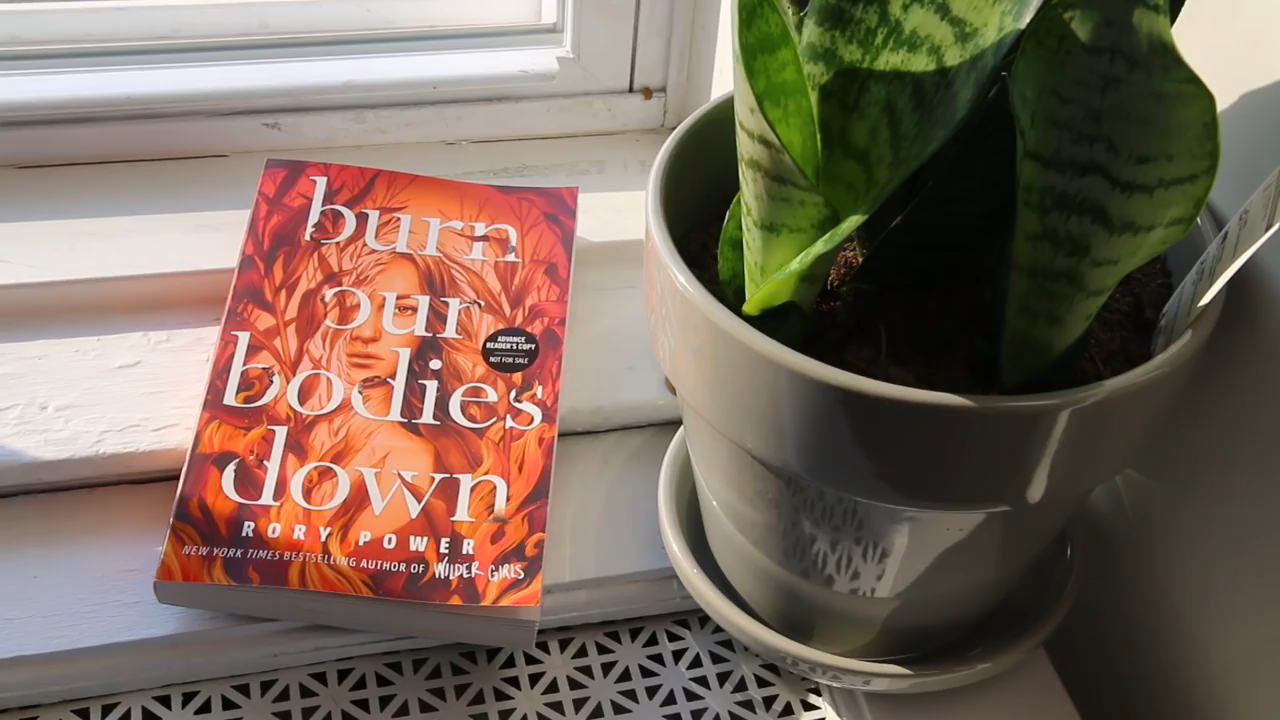 burn
our
bodies
down
ADVANCE
READER'S COPY
NOT FOR SALE
RORY POWER
NEW YORK TIMES BESTSELLING AUTHOR OF WILDER GIRLS